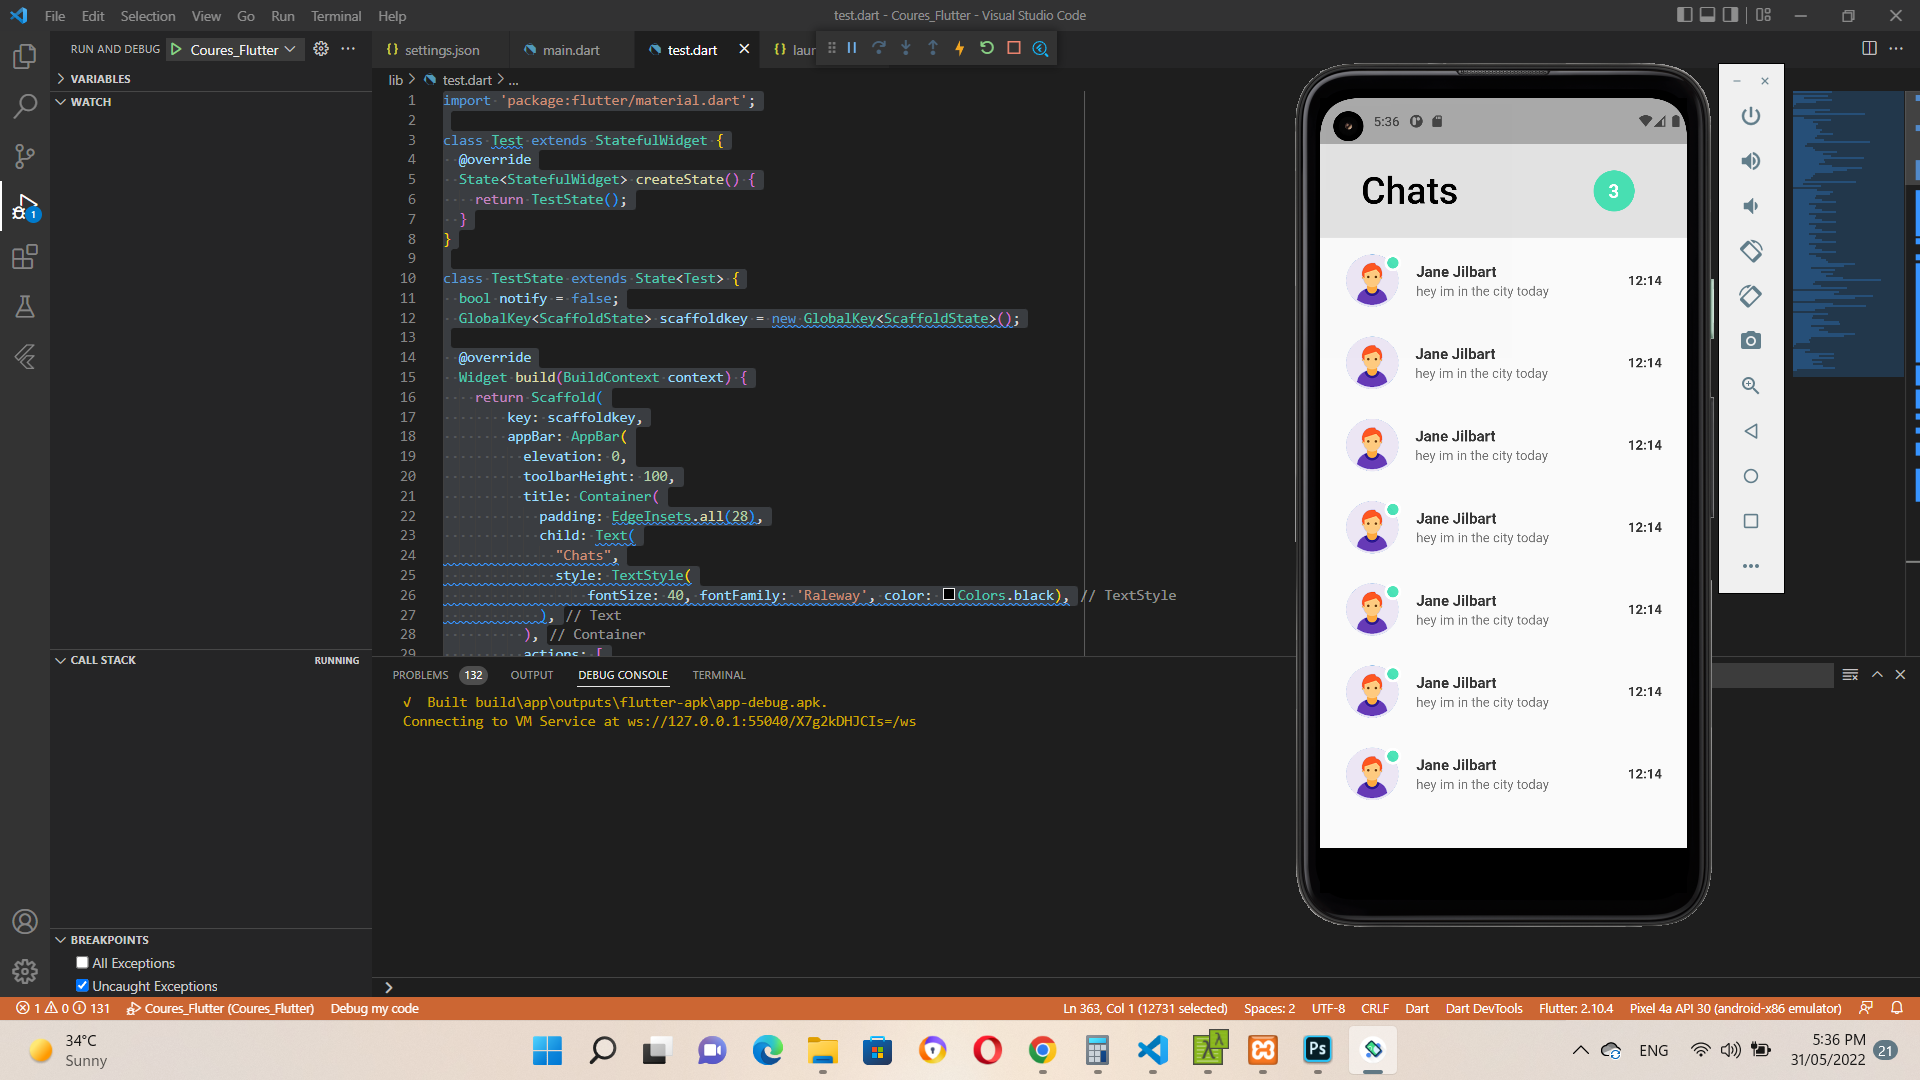 File Edit Selection View Go Run Terminal Help
test.dart - Coures_Flutter - Visual Studio Code
RUN AND DEBUG Coures_Flutter
settings.json main.dart test.dart laur
VARIABLES
WATCH
lib > test.dart > ...
1 import 'package:flutter/material.dart';
2
3 class Test extends StatefulWidget {
4 @override
5 State<StatefulWidget> createState() {
6 return TestState();
7 }
8 }
9
10 class TestState extends State<Test> {
11 bool notify = false;
12 GlobalKey<ScaffoldState> scaffoldkey = new GlobalKey<ScaffoldState>();
13
14 @override
15 Widget build(BuildContext context) {
16 return Scaffold(
17 key: scaffoldkey,
18 appBar: AppBar(
19 elevation: 0,
20 toolbarHeight: 100,
21 title: Container(
22 padding: EdgeInsets.all(28),
23 child: Text(
24 "Chats",
25 style: TextStyle(
26 fontSize: 40, fontFamily: 'Raleway', color: Colors.black), // TextStyle
27 ), // Text
28 ), // Container
29 actions: [
CALL STACK RUNNING
BREAKPOINTS
All Exceptions
Uncaught Exceptions
PROBLEMS 132 OUTPUT DEBUG CONSOLE TERMINAL
√ Built build\app\outputs\flutter-apk\app-debug.apk.
Connecting to VM Service at ws://127.0.0.1:55040/X7g2kDHJCIs=/ws
5:36
Chats 3
Jane Jilbart
hey im in the city today
12:14
Jane Jilbart
hey im in the city today
12:14
Jane Jilbart
hey im in the city today
12:14
Jane Jilbart
hey im in the city today
12:14
Jane Jilbart
hey im in the city today
12:14
Jane Jilbart
hey im in the city today
12:14
Jane Jilbart
hey im in the city today
12:14
1 0 131 Coures_Flutter (Coures_Flutter) Debug my code
Ln 363, Col 1 (12731 selected) Spaces: 2 UTF-8 CRLF Dart Dart DevTools Flutter: 2.10.4 Pixel 4a API 30 (android-x86 emulator)
34°C
Sunny
Ps
ENG
5:36 PM
31/05/2022
21